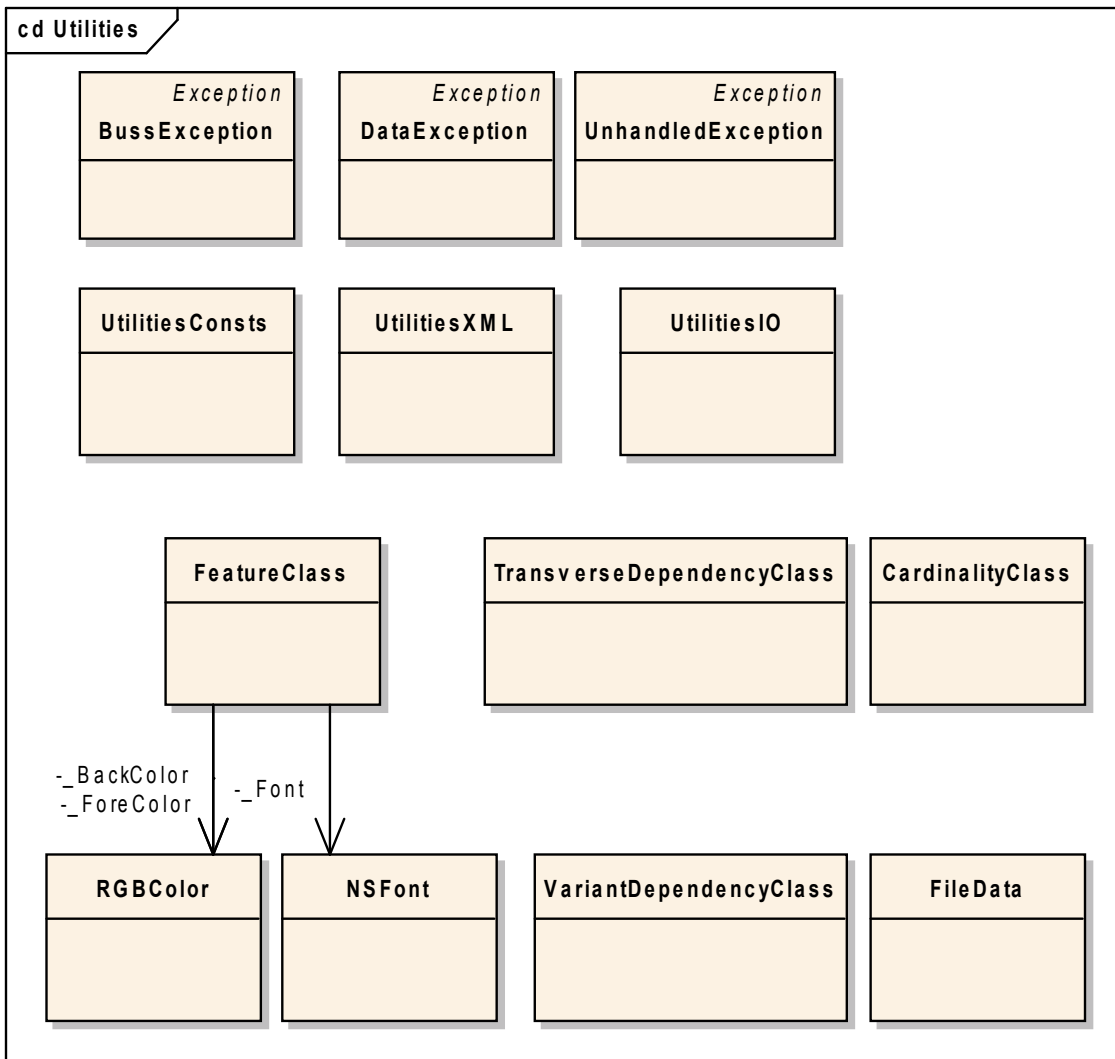 cd Utilities
Exception
BussException
Exception
DataException
Exception
UnhandledException
UtilitiesConsts
UtilitiesXML
UtilitiesIO
FeatureClass
TransverseDependencyClass
CardinalityClass
-_BackColor
-_ForeColor
-_Font
RGBColor
NSFont
VariantDependencyClass
FileData